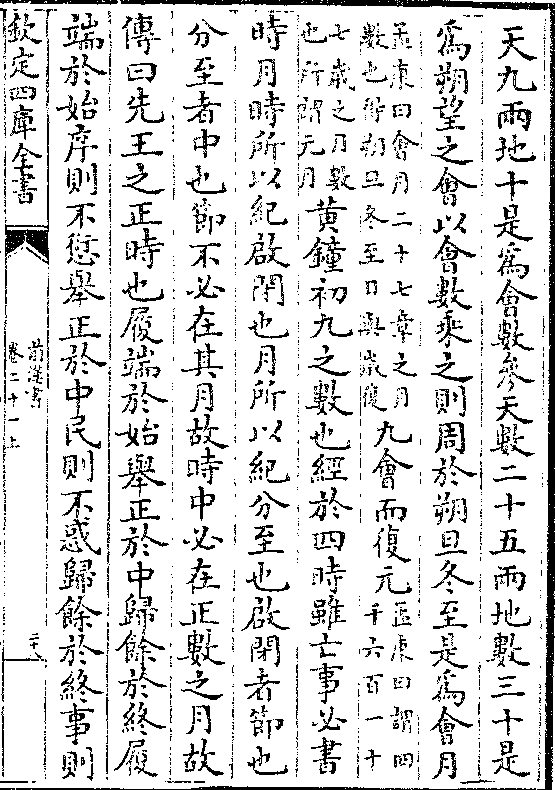 天九兩地十是爲會數參天數二十五兩地數三十是
爲朔望之會以會數乘之則周於朔旦冬至是爲會月
孟康曰會月二十七章之月
數也得朔旦冬至日與歲復
九會而復元
孟康曰謂四
千六百一十
七歲之月數
也所謂元月
黄鐘初九之數也經於四時雖亡事必書
時月時所以紀啟閉也月所以紀分至也啟閉者節也
分至者中也節不必在其月故時中必在正數之月故
傳曰先王之正時也履端於始舉正於中歸餘於終履
端於始序則不愆舉正於中民則不惑歸餘於終事則
欽定四庫全書
前漢書
卷二十一上
二十八